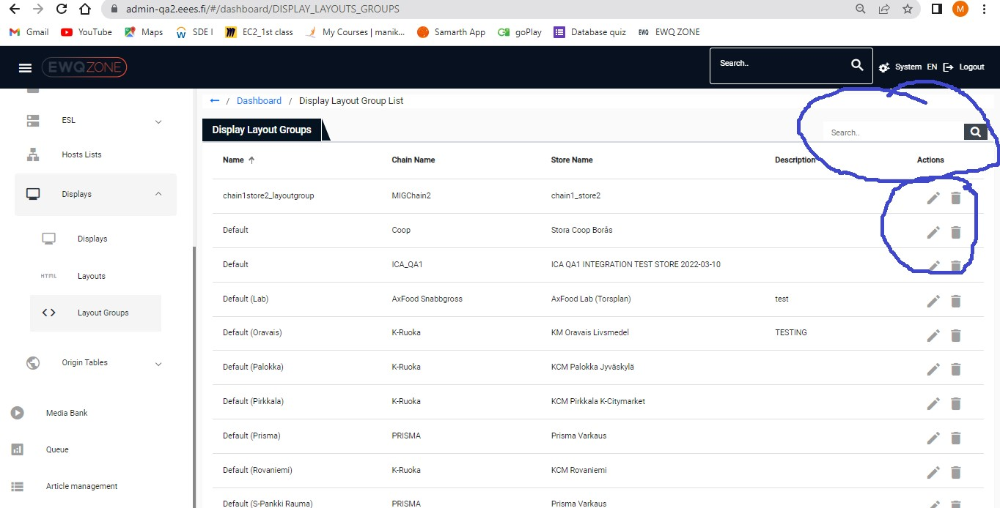 admin-qa2.eees.fi/#/dashboard/DISPLAY_LAYOUTS_GROUPS
M
Gmail YouTube Maps SDE I EC2_1st class My Courses | manik... Samarth App goPlay Database quiz EWQ EWQ ZONE
EWQZONE Search.. System EN Logout
/ Dashboard / Display Layout Group List
ESL
Hosts Lists
Displays
Displays
HTML Layouts
Layout Groups
Origin Tables
Media Bank
Queue
Article management
Display Layout Groups Search..
Name Chain Name Store Name Description Actions
chain1store2_layoutgroup MIGChain2 chain1_store2
Default Coop Stora Coop Borås
Default ICA_QA1 ICA QA1 INTEGRATION TEST STORE 2022-03-10
Default (Lab) AxFood Snabbgross AxFood Lab (Torsplan) test
Default (Oravais) K-Ruoka KM Oravais Livsmedel TESTING
Default (Palokka) K-Ruoka KCM Palokka Jyväskylä
Default (Pirkkala) K-Ruoka KCM Pirkkala K-Citymarket
Default (Prisma) PRISMA Prisma Varkaus
Default (Rovaniemi) K-Ruoka KCM Rovaniemi
Default (S-Pankki Rauma) PRISMA Prisma Varkaus